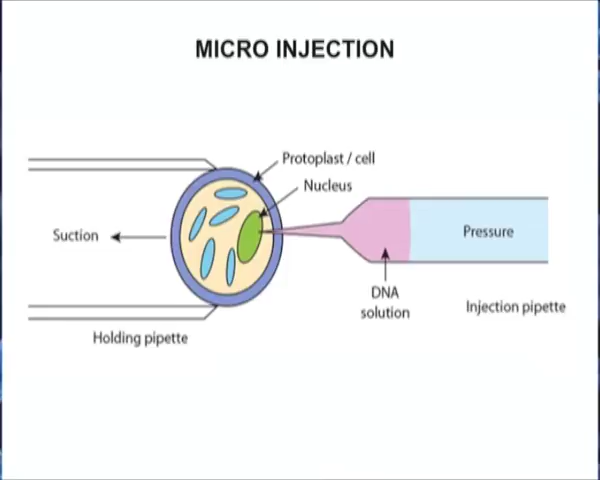 MICRO INJECTION
Protoplast / cell
Nucleus
Suction
Pressure
DNA
solution
Injection pipette
Holding pipette